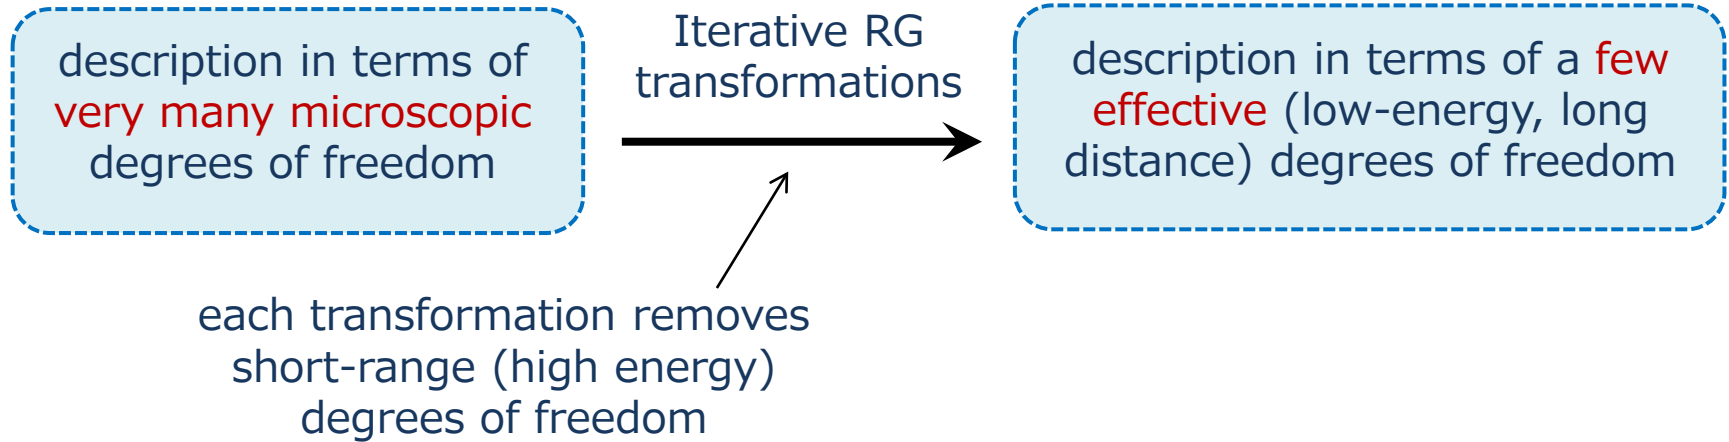 description in terms of
very many microscopic
degrees of freedom
Iterative RG
transformations
description in terms of a few
effective (low-energy, long
distance) degrees of freedom
each transformation removes
short-range (high energy)
degrees of freedom